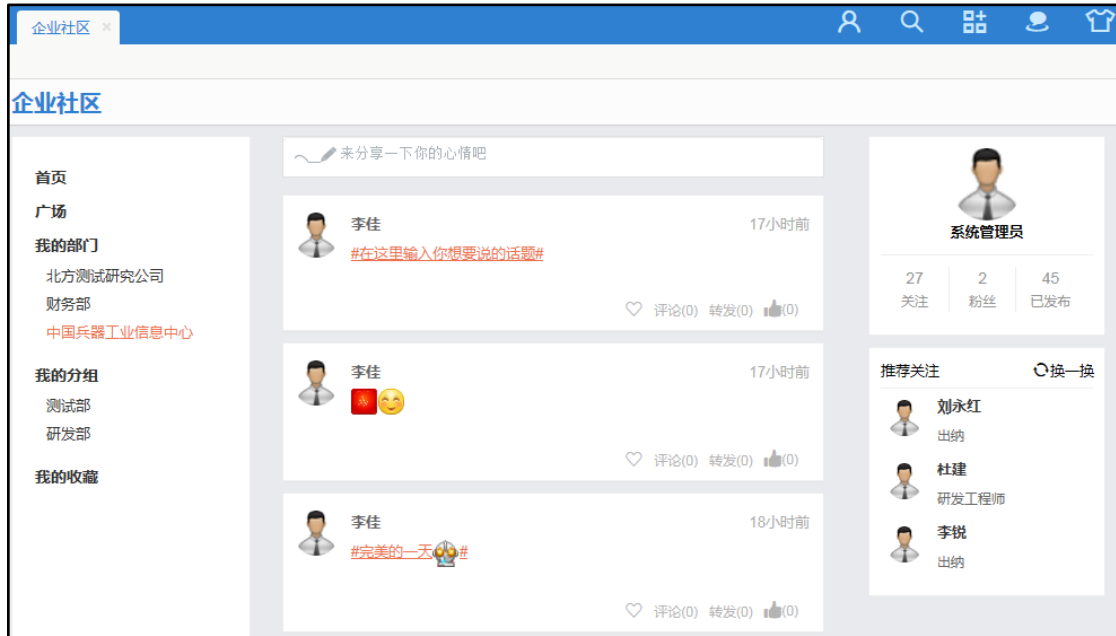 企业社区 ×
企业社区
首页
广场
我的部门
北方测试研究公司
财务部
中国兵器工业信息中心
我的分组
测试部
研发部
我的收藏
来分享一下你的心情吧
李佳 17小时前
#在这里输入你想要说的话题#
评论(0) 转发(0) (0)
李佳 17小时前
评论(0) 转发(0) (0)
李佳 18小时前
#完美的一天#
评论(0) 转发(0) (0)
系统管理员
27 2 45
关注 粉丝 已发布
推荐关注 换一换
刘永红
出纳
杜建
研发工程师
李锐
出纳